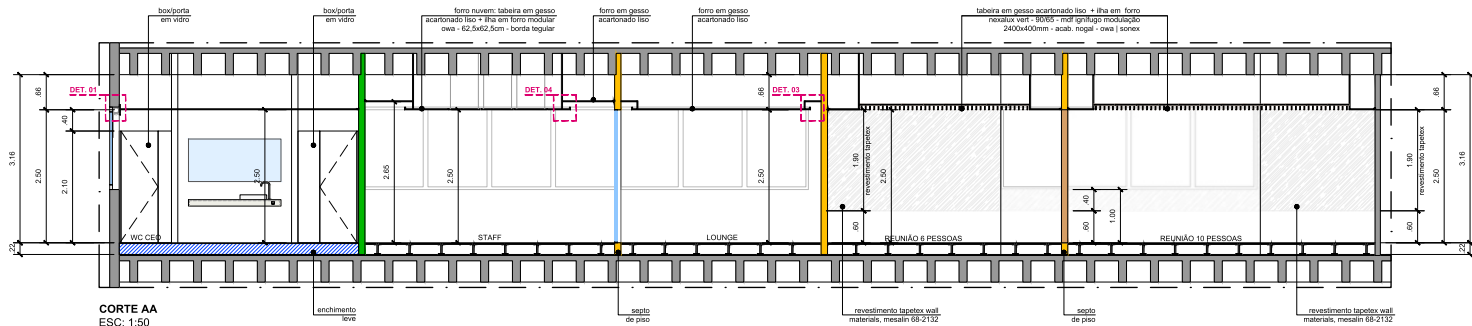 box/porta
em vidro
box/porta
em vidro
forro nuvem: tabeira em gesso
acartonado liso + ilha em forro modular
owa - 62,5x62,5cm - borda tegular
forro em gesso
acartonado liso
forro em gesso
acartonado liso
tabeira em gesso acartonado liso + ilha em forro
nexalux vert - 90/65 - mdf ignífugo modulação
2400x400mm - acab. nogal - owa | sonex
DET. 01
DET. 04
DET. 03
3.16
.66
2.50
.22
.40
2.10
2.50
2.65
2.50
.66
2.50
1.90
revestimento tapetex
.60
2.50
.40
1.00
.60
1.90
revestimento tapetex
.60
.66
2.50
.22
3.16
WC CEO
STAFF
LOUNGE
REUNIÃO 6 PESSOAS
REUNIÃO 10 PESSOAS
CORTE AA
ESC: 1:50
enchimento
leve
septo
de piso
revestimento tapetex wall
materials, mesalin 68-2132
septo
de piso
revestimento tapetex wall
materials, mesalin 68-2132